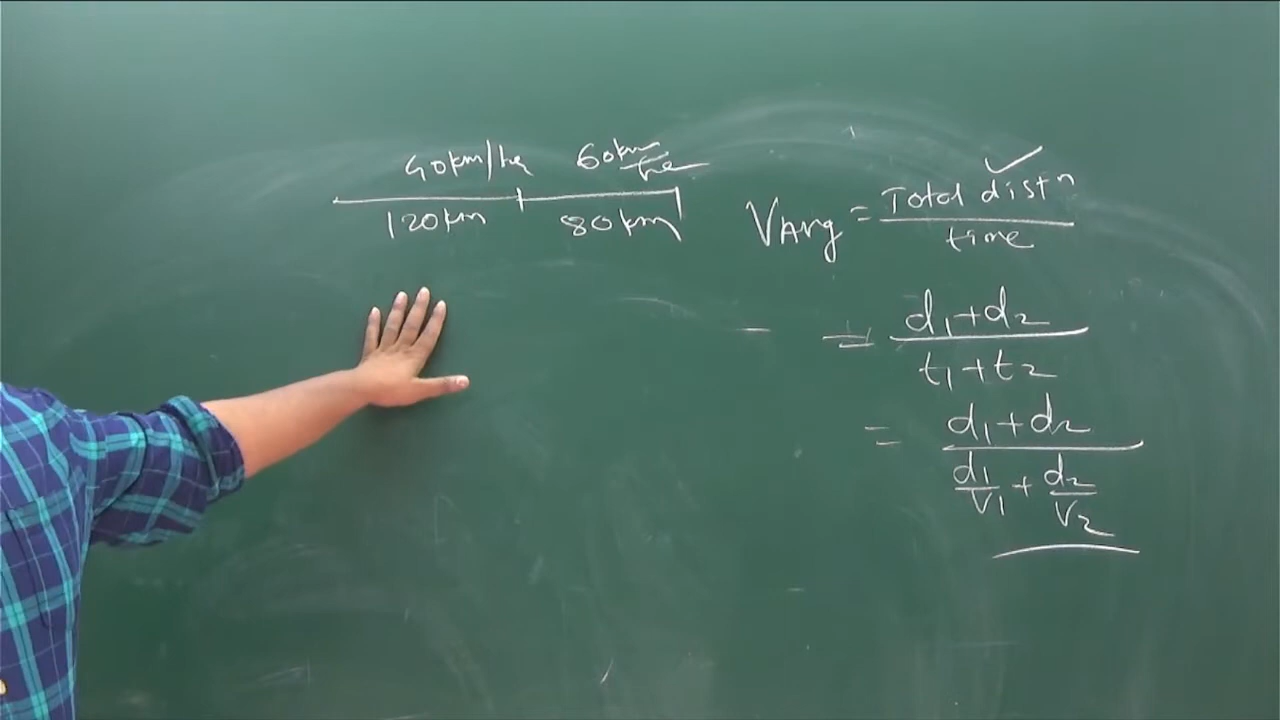 40km/hr 60km/hr
120km 80km
VAvg = Total distn / time
= d1+d2 / t1+t2
= d1+d2 / d1/V1 + d2/V2